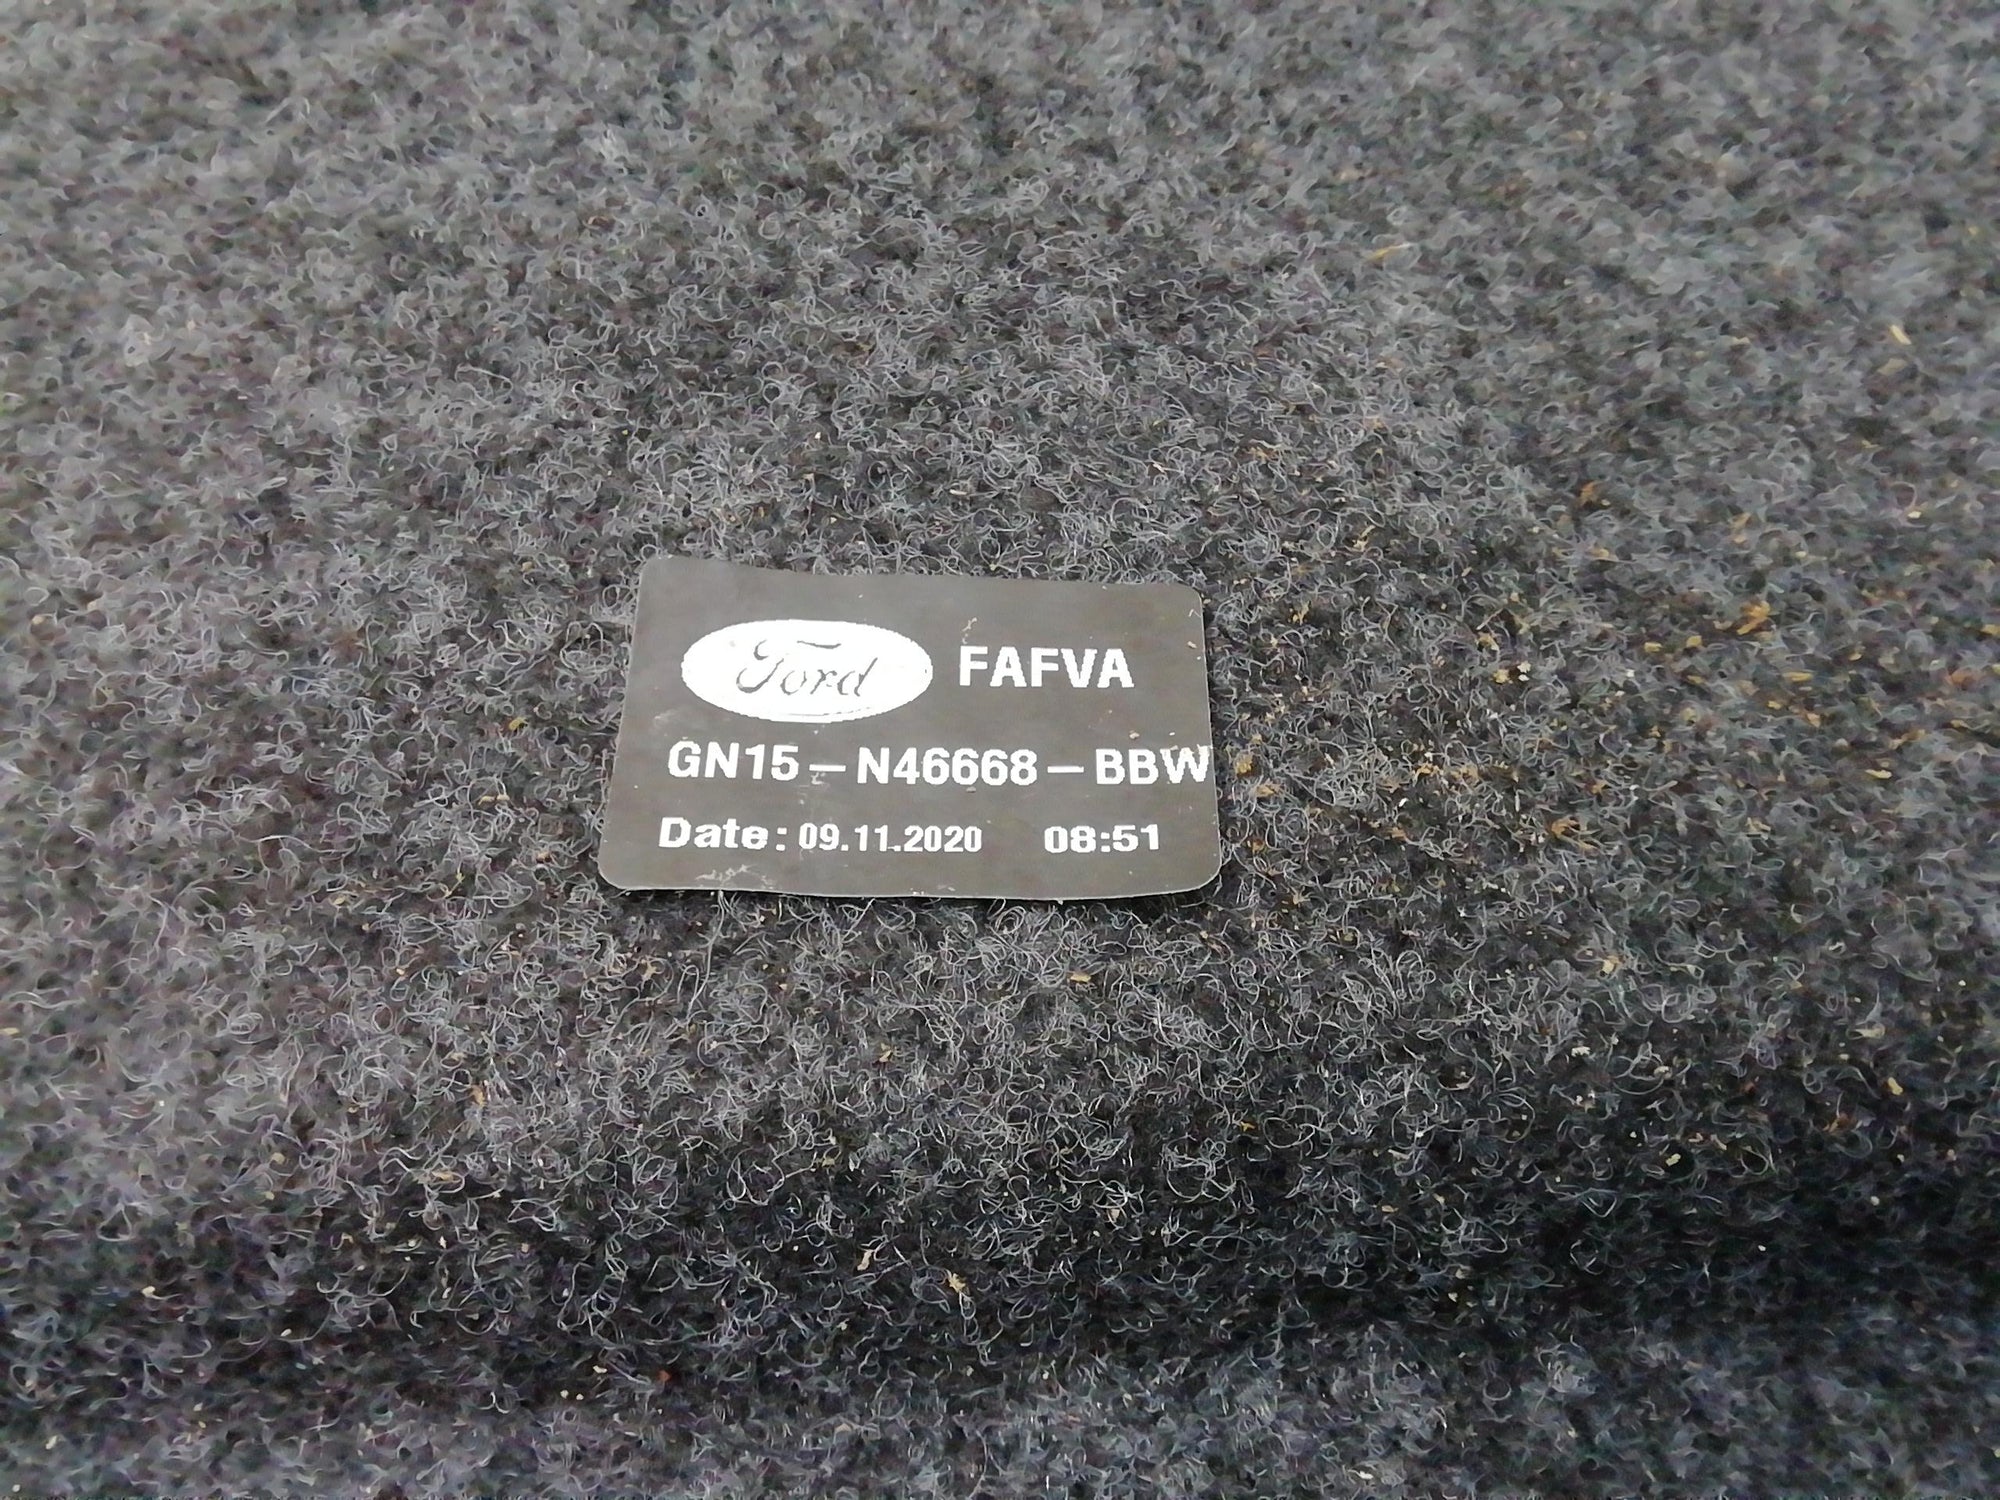 Ford FAFVA
GN15-N46668-BBW
Date: 09.11.2020 08:51